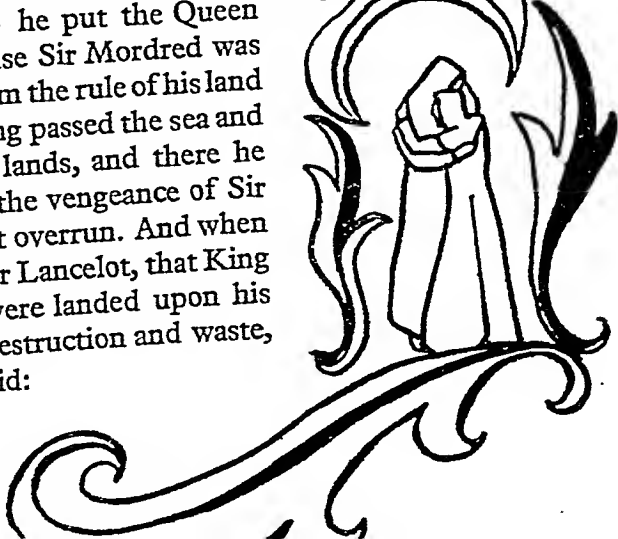 he put the Queen
se Sir Mordred was
m the rule of his land
ng passed the sea and
lands, and there he
the vengeance of Sir
t overrun. And when
r Lancelot, that King
were landed upon his
estruction and waste,
id: